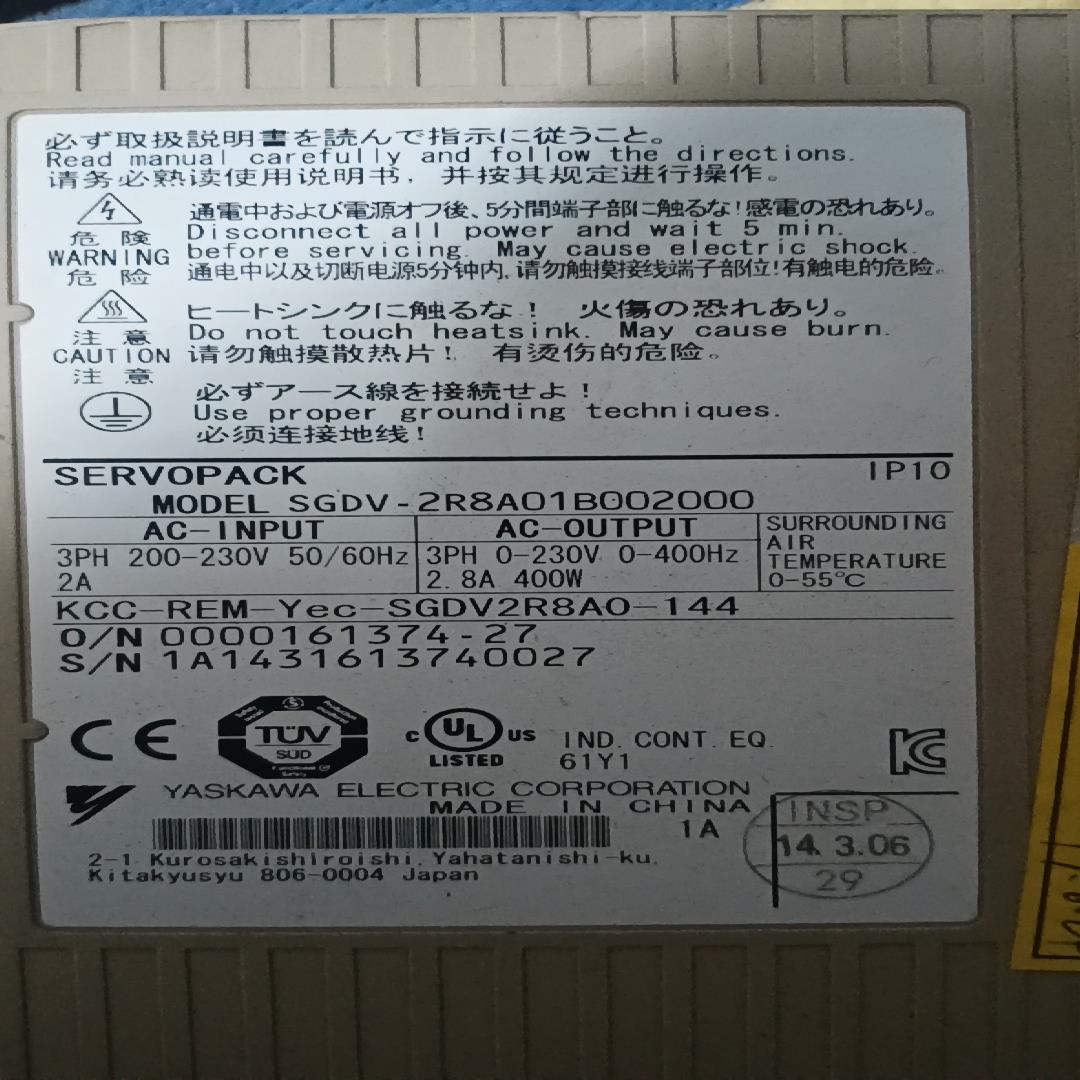 必ず取扱説明書を読んで指示に従うこと。
Read manual carefully and follow the directions.
请务必熟读使用说明书，并按其规定进行操作。
危険
WARNING
危险
通電中および電源オフ後、5分間端子部に触るな！感電の恐れあり。
Disconnect all power and wait 5 min.
before servicing. May cause electric shock.
通电中以及切断电源5分钟内，请勿触摸接线端子部位！有触电的危险。
注意
CAUTION
注意
ヒートシンクに触るな！ 火傷の恐れあり。
Do not touch heatsink. May cause burn.
请勿触摸散热片！ 有烫伤的危险。
必ずアース線を接続せよ！
Use proper grounding techniques.
必须连接地线！
SERVOPACK IP10
MODEL SGDV-2R8A01B002000
AC-INPUT
3PH 200-230V 50/60Hz
2A
AC-OUTPUT
3PH 0-230V 0-400Hz
2.8A 400W
SURROUNDING
AIR
TEMPERATURE
0-55℃
KCC-REM-Yec-SGDV2R8A0-144
O/N 0000161374-27
S/N 1A1431613740027
CE
TÜV
SÜD
c UL US
LISTED
IND. CONT. EQ.
61Y1
KC
YASKAWA ELECTRIC CORPORATION
MADE IN CHINA
1A
2-1, Kurosakishiroishi, Yahatanishi-ku,
Kitakyusyu 806-0004 Japan
INSP
14.3.06
29